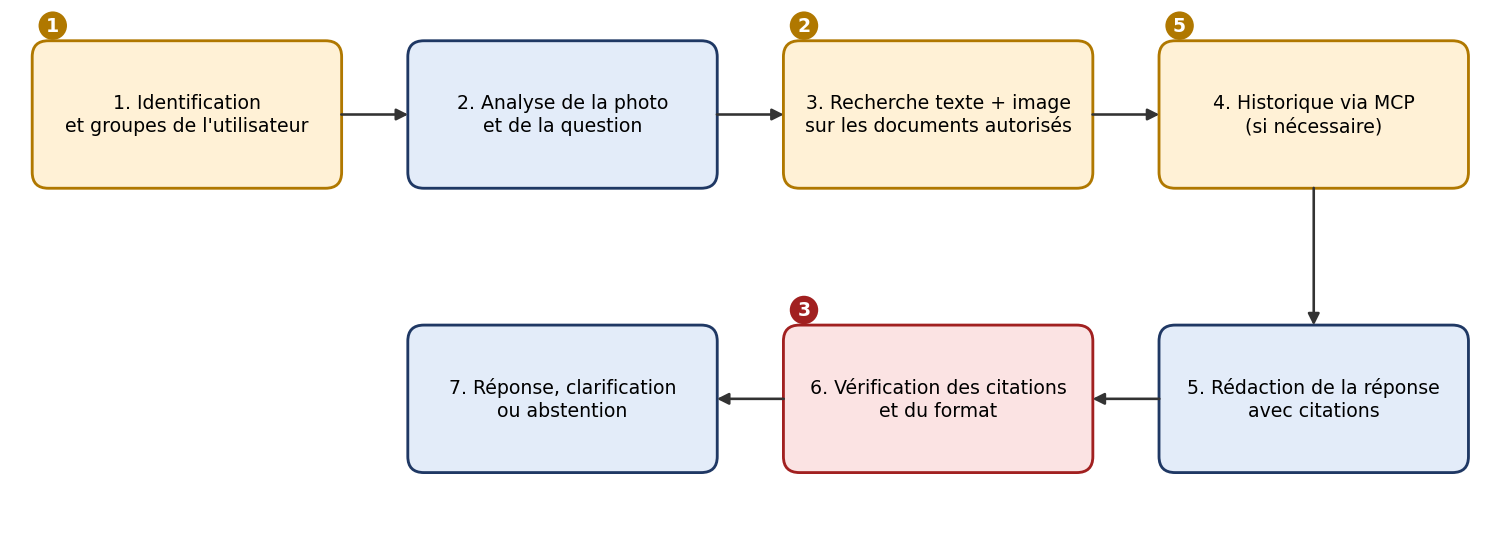 1
1. Identification
et groupes de l'utilisateur
2. Analyse de la photo
et de la question
2
3. Recherche texte + image
sur les documents autorisés
5
4. Historique via MCP
(si nécessaire)
5. Rédaction de la réponse
avec citations
3
6. Vérification des citations
et du format
7. Réponse, clarification
ou abstention